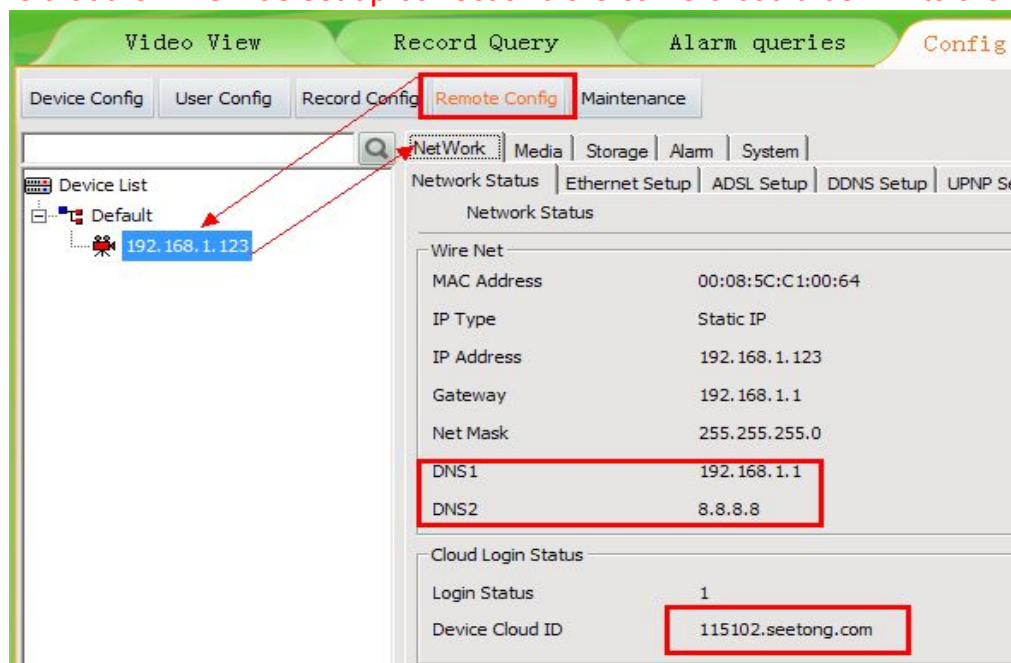 Video View Record Query Alarm queries Config
Device Config User Config Record Config Remote Config Maintenance
NetWork Media Storage Alarm System
Device List
Network Status Ethernet Setup ADSL Setup DDNS Setup UPNP
Default
Network Status
192.168.1.123
Wire Net
MAC Address 00:08:5C:C1:00:64
IP Type Static IP
IP Address 192.168.1.123
Gateway 192.168.1.1
Net Mask 255.255.255.0
DNS1 192.168.1.1
DNS2 8.8.8.8
Cloud Login Status
Login Status 1
Device Cloud ID 115102.seetong.com